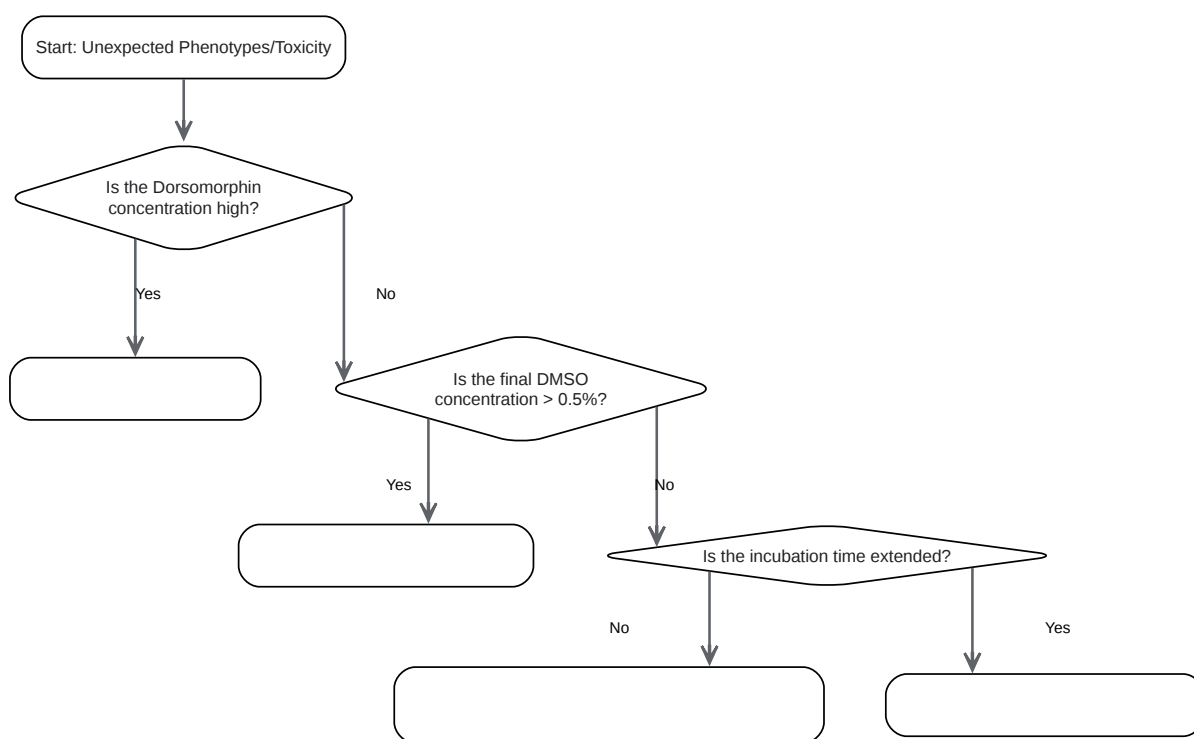 Start: Unexpected Phenotypes/Toxicity
Is the Dorsomorphin
concentration high?
Yes
No
Is the final DMSO
concentration > 0.5%?
Yes
No
Is the incubation time extended?
No
Yes